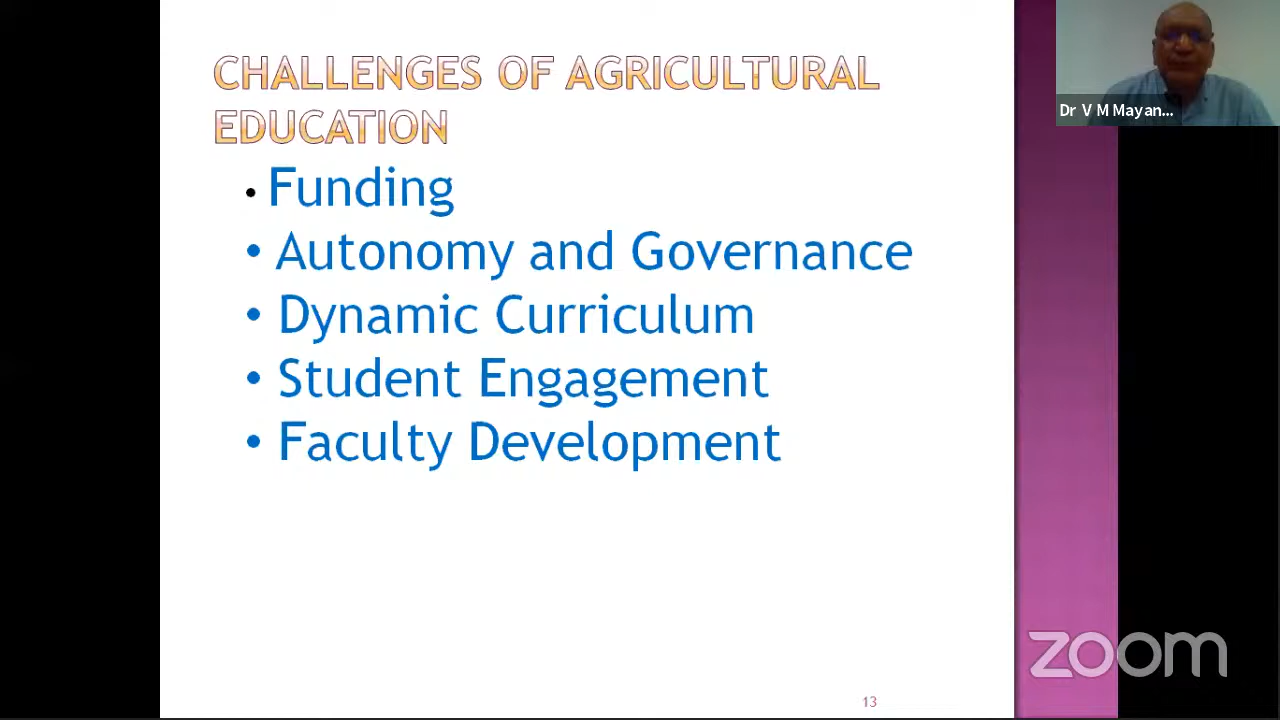 CHALLENGES OF AGRICULTURAL
EDUCATION
• Funding
• Autonomy and Governance
• Dynamic Curriculum
• Student Engagement
• Faculty Development
13
Dr V M Mayan...
zoom